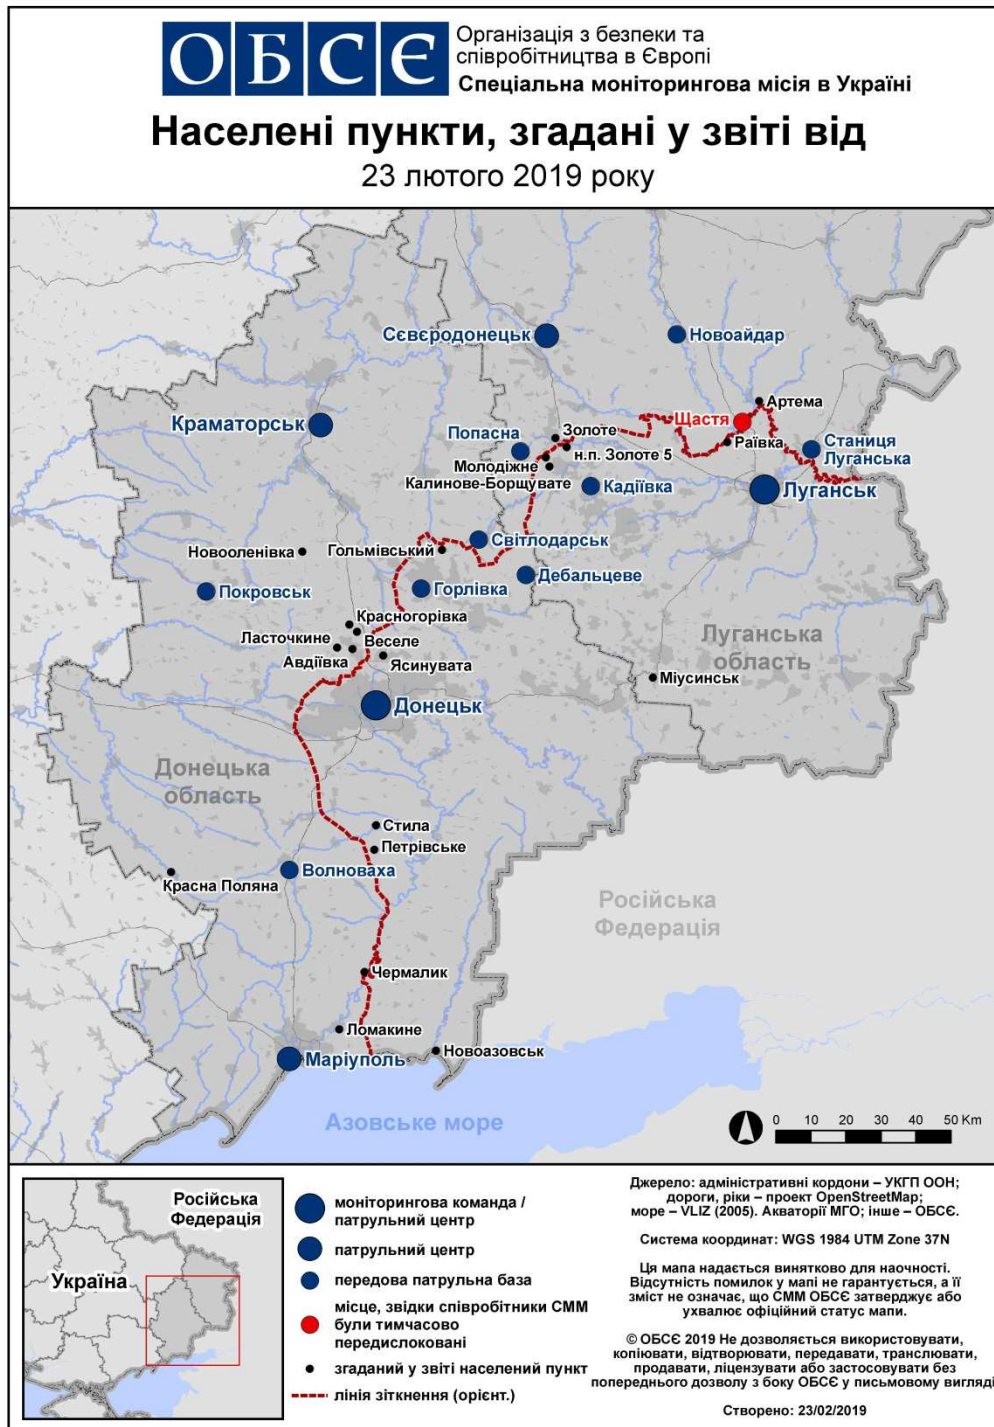 ОБСЄ
Організація з безпеки та
співробітництва в Європі
Спеціальна моніторингова місія в Україні
Населені пункти, згадані у звіті від
23 лютого 2019 року
Сєвєродонецьк
Новоайдар
Артема
Щастя
Краматорськ
Золоте
Раївка
Попасна
н.п. Золоте 5
Станиця
Луганська
Молодіжне
Калинове-Борщувате
Кадіївка
Луганськ
Світлодарськ
Новооленівка
Гольмівський
Дебальцеве
Покровськ
Горлівка
Красногорівка
Ласточкине
Веселе
Авдіївка
Ясинувата
Луганська
область
Міусинськ
Донецьк
Донецька
область
Стила
Петрівське
Волноваха
Красна Поляна
Російська
Федерація
Чермалик
Ломакине
Новоазовськ
Маріуполь
Азовське море
0 10 20 30 40 50 Km
Російська
Федерація
Україна
моніторингова команда /
патрульний центр
патрульний центр
передова патрульна база
місце, звідки співробітники СММ
були тимчасово
передислоковані
згаданий у звіті населений пункт
лінія зіткнення (орієнт.)
Джерело: адміністративні кордони – УКГП ООН;
дороги, ріки – проект OpenStreetMap;
море – VLIZ (2005). Акваторії МГО; інше – ОБСЄ.
Система координат: WGS 1984 UTM Zone 37N
Ця мапа надається винятково для наочності.
Відсутність помилок у мапі не гарантується, а її
зміст не означає, що СММ ОБСЄ затверджує або
ухвалює офіційний статус мапи.
© ОБСЄ 2019 Не дозволяється використовувати,
копіювати, відтворювати, передавати, транслювати,
продавати, ліцензувати або застосовувати без
попереднього дозволу з боку ОБСЄ у письмовому вигляді
Створено: 23/02/2019